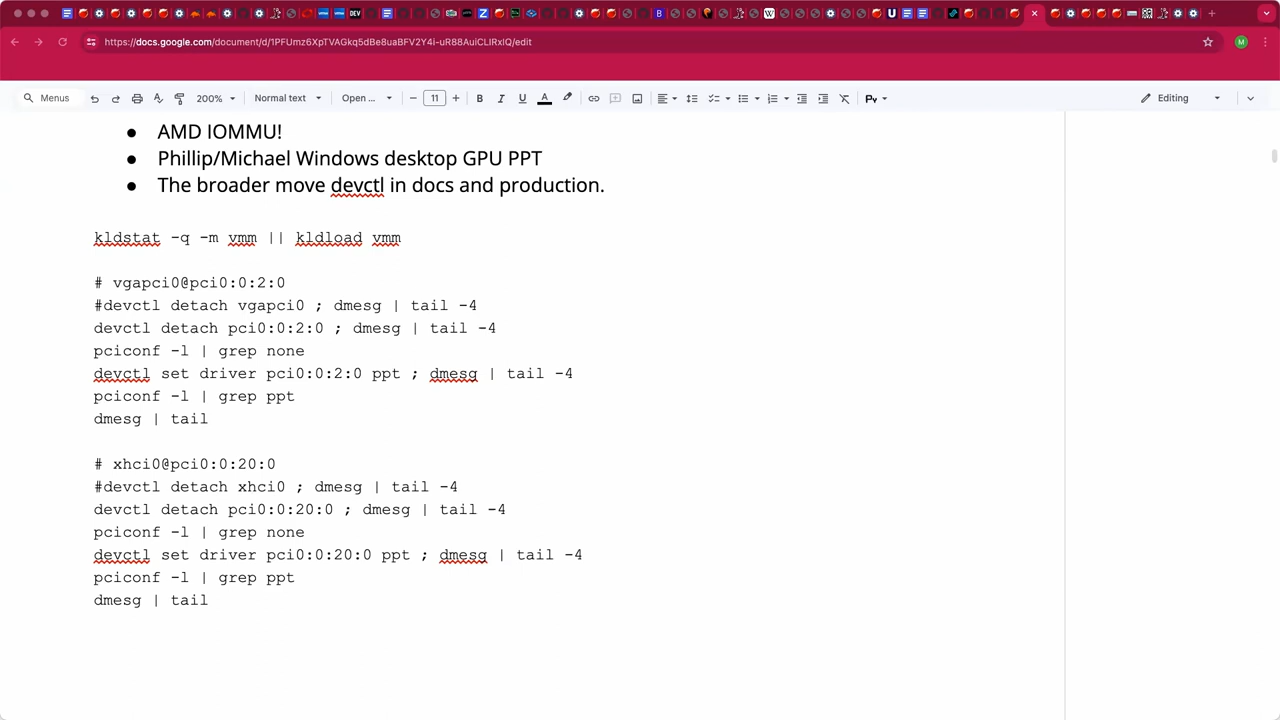 https://docs.google.com/document/d/1PFUmz6XpTVAGkq5dBe8uaBFV2Y4i-uR88AuiCLIRxIQ/edit
M
Menus
200%
Normal text
Open ...
11
B
I
U
A
Editing
● AMD IOMMU!
● Phillip/Michael Windows desktop GPU PPT
● The broader move devctl in docs and production.
kldstat -q -m vmm || kldload vmm
# vgapci0@pci0:0:2:0
#devctl detach vgapci0 ; dmesg | tail -4
devctl detach pci0:0:2:0 ; dmesg | tail -4
pciconf -l | grep none
devctl set driver pci0:0:2:0 ppt ; dmesg | tail -4
pciconf -l | grep ppt
dmesg | tail
# xhci0@pci0:0:20:0
#devctl detach xhci0 ; dmesg | tail -4
devctl detach pci0:0:20:0 ; dmesg | tail -4
pciconf -l | grep none
devctl set driver pci0:0:20:0 ppt ; dmesg | tail -4
pciconf -l | grep ppt
dmesg | tail